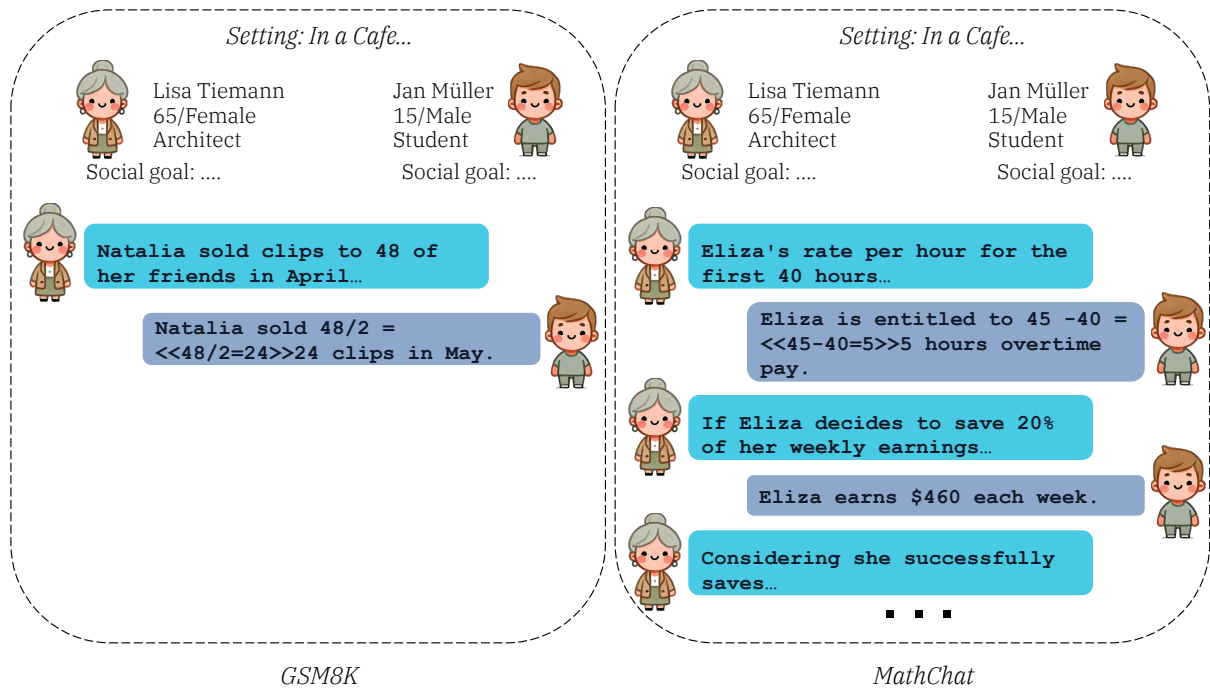 Setting: In a Cafe...
Lisa Tiemann
65/Female
Architect
Jan Müller
15/Male
Student
Social goal: ....
Social goal: ....
Natalia sold clips to 48 of
her friends in April…
Natalia sold 48/2 =
<<48/2=24>>24 clips in May.
GSM8K
Setting: In a Cafe...
Lisa Tiemann
65/Female
Architect
Jan Müller
15/Male
Student
Social goal: ....
Social goal: ....
Eliza's rate per hour for the
first 40 hours…
Eliza is entitled to 45 -40 =
<<45-40=5>>5 hours overtime
pay.
If Eliza decides to save 20%
of her weekly earnings…
Eliza earns $460 each week.
Considering she successfully
saves…
. . .
MathChat